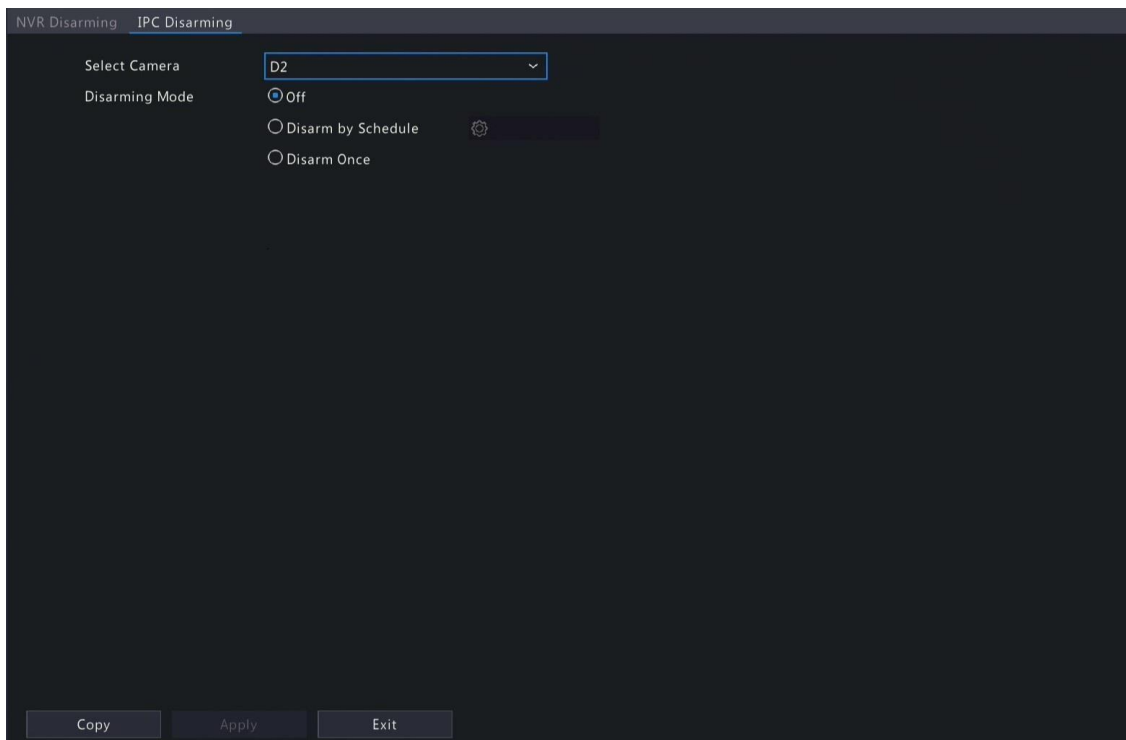 NVR Disarming IPC Disarming
Select Camera D2
Disarming Mode Off
Disarm by Schedule
Disarm Once
Copy Apply Exit